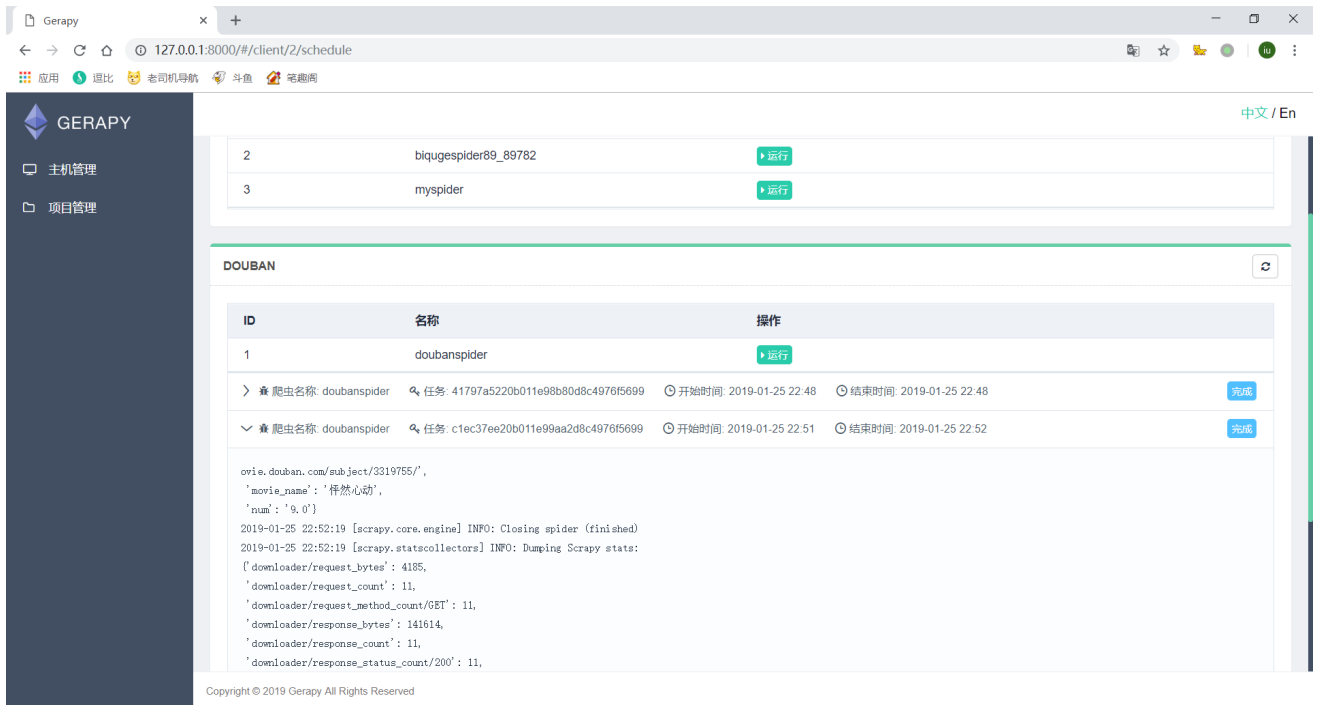 Gerapy
127.0.0.1:8000/#/client/2/schedule
iu
应用 逗比 老司机导航 斗鱼 笔趣阁
GERAPY
中文 / En
主机管理
项目管理
2 biqugespider89_89782 运行
3 myspider 运行
DOUBAN
ID 名称 操作
1 doubanspider 运行
爬虫名称: doubanspider 任务: 41797a5220b011e98b80d8c4976f5699 开始时间: 2019-01-25 22:48 结束时间: 2019-01-25 22:48 完成
爬虫名称: doubanspider 任务: c1ec37ee20b011e99aa2d8c4976f5699 开始时间: 2019-01-25 22:51 结束时间: 2019-01-25 22:52 完成
ovie.douban.com/subject/3319755/',
'movie_name': '怦然心动',
'num': '9.0'}
2019-01-25 22:52:19 [scrapy.core.engine] INFO: Closing spider (finished)
2019-01-25 22:52:19 [scrapy.statscollectors] INFO: Dumping Scrapy stats:
{'downloader/request_bytes': 4185,
'downloader/request_count': 11,
'downloader/request_method_count/GET': 11,
'downloader/response_bytes': 141614,
'downloader/response_count': 11,
'downloader/response_status_count/200': 11,
Copyright © 2019 Gerapy All Rights Reserved